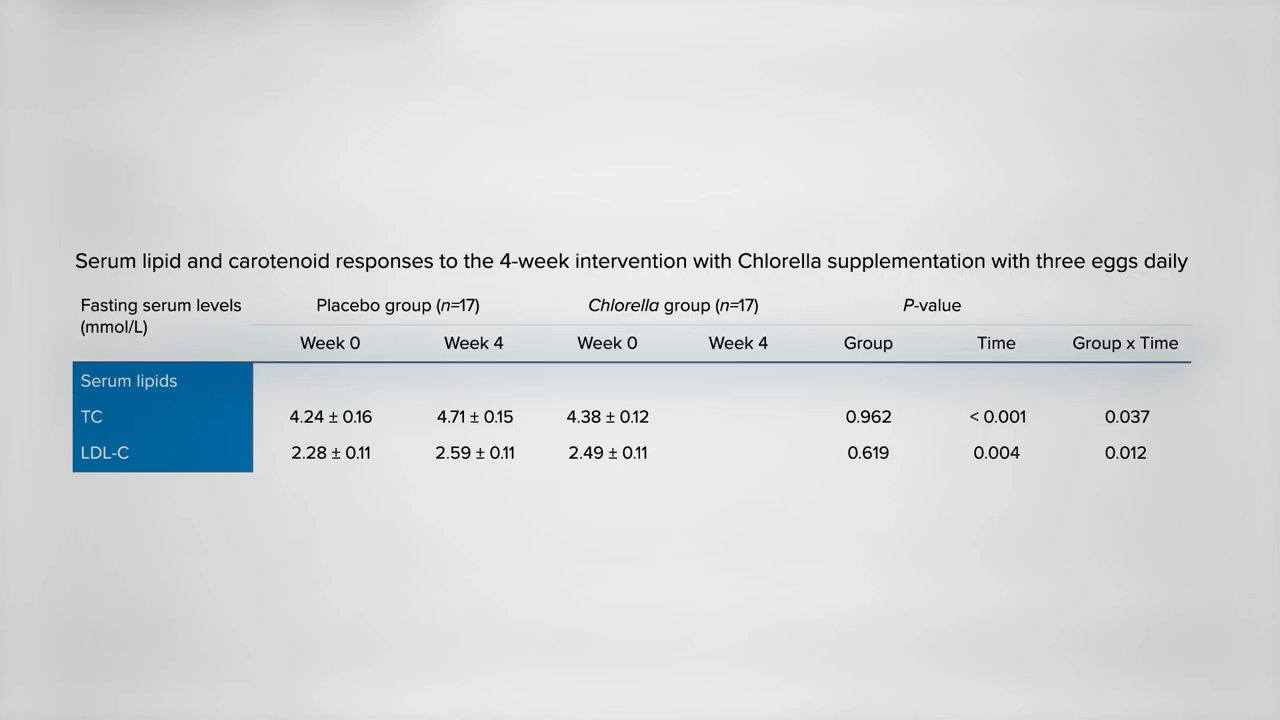 Serum lipid and carotenoid responses to the 4-week intervention with Chlorella supplementation with three eggs daily
Fasting serum levels (mmol/L) Placebo group (n=17) Chlorella group (n=17) P-value
Week 0 Week 4 Week 0 Week 4 Group Time Group x Time
Serum lipids
TC 4.24 ± 0.16 4.71 ± 0.15 4.38 ± 0.12 0.962 < 0.001 0.037
LDL-C 2.28 ± 0.11 2.59 ± 0.11 2.49 ± 0.11 0.619 0.004 0.012